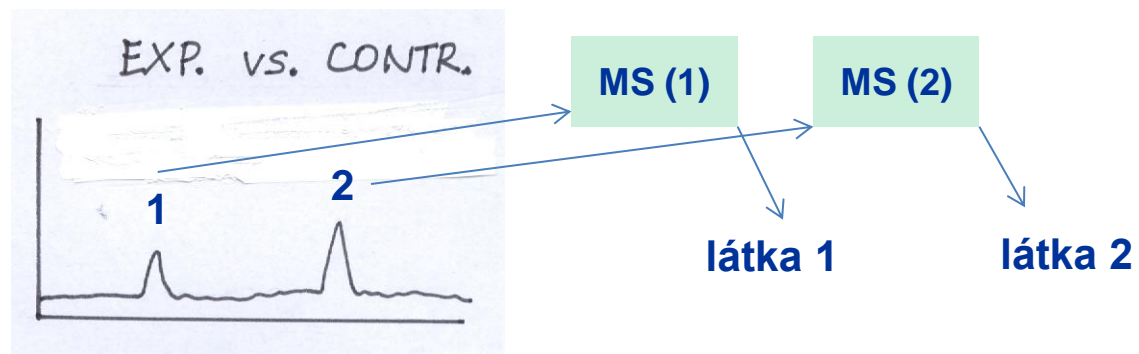 EXP. vs. CONTR.
MS (1)
MS (2)
1
2
látka 1
látka 2